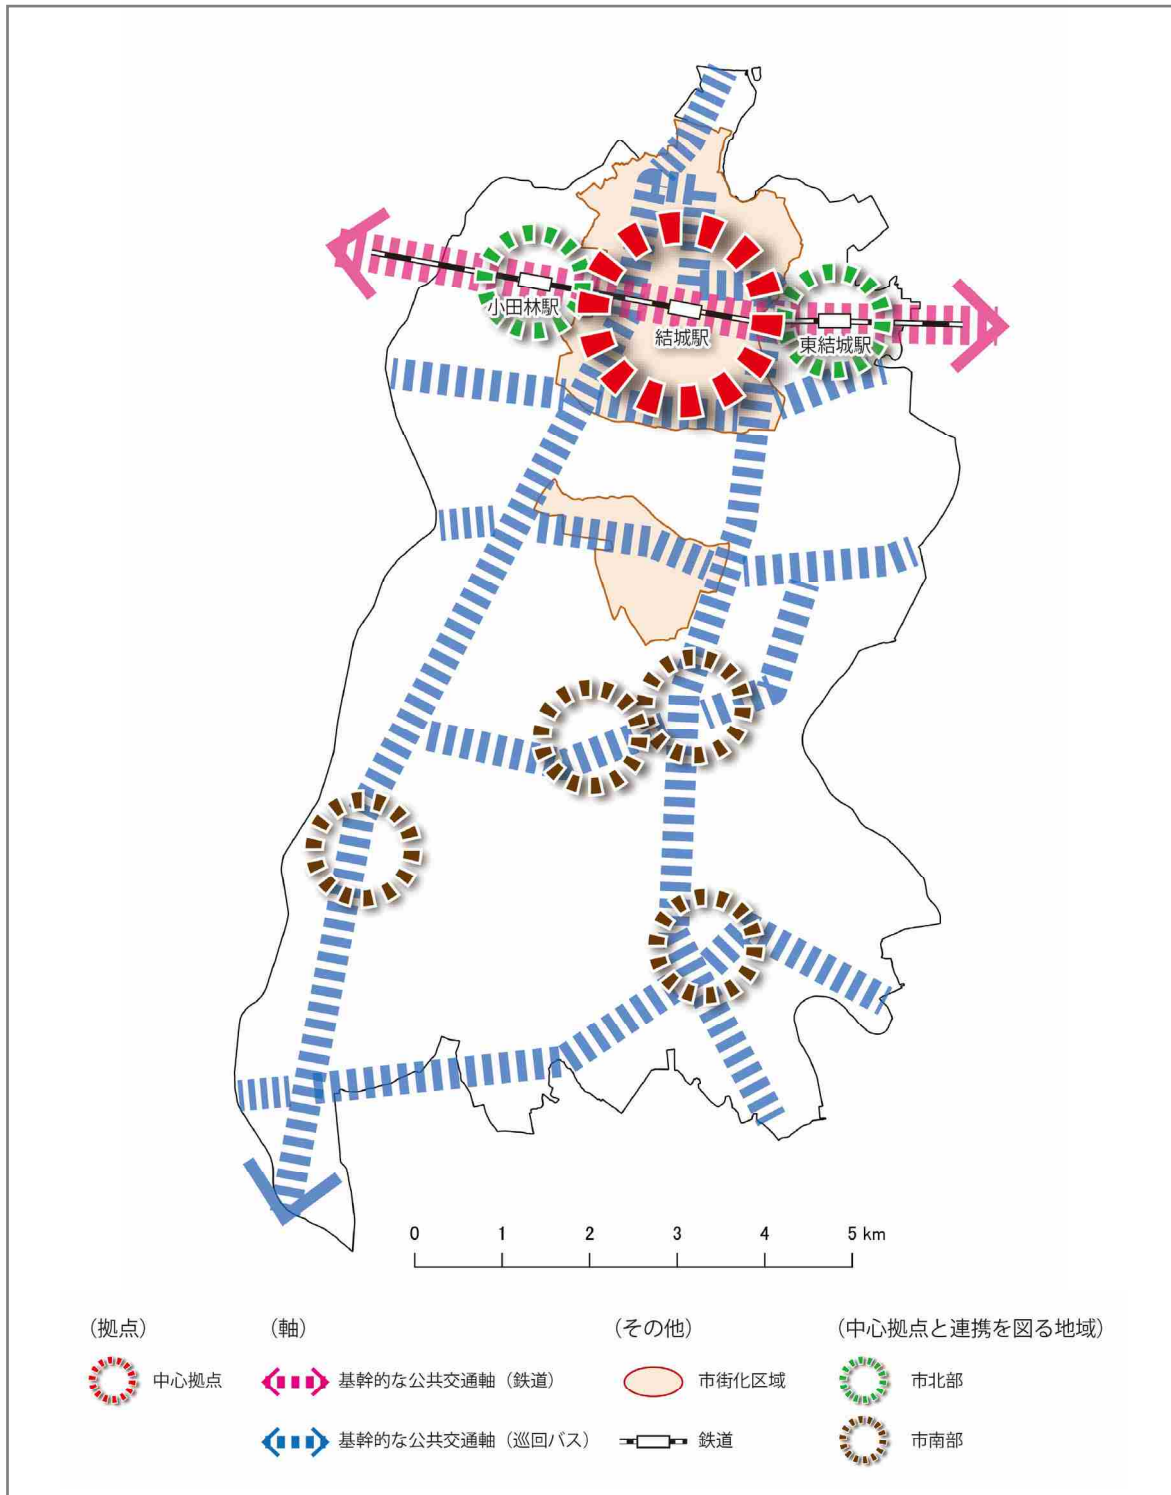 小田林駅
結城駅
東結城駅
0 1 2 3 4 5 km
(拠点)
中心拠点
(軸)
基幹的な公共交通軸(鉄道)
基幹的な公共交通軸(巡回バス)
(その他)
市街化区域
鉄道
(中心拠点と連携を図る地域)
市北部
市南部